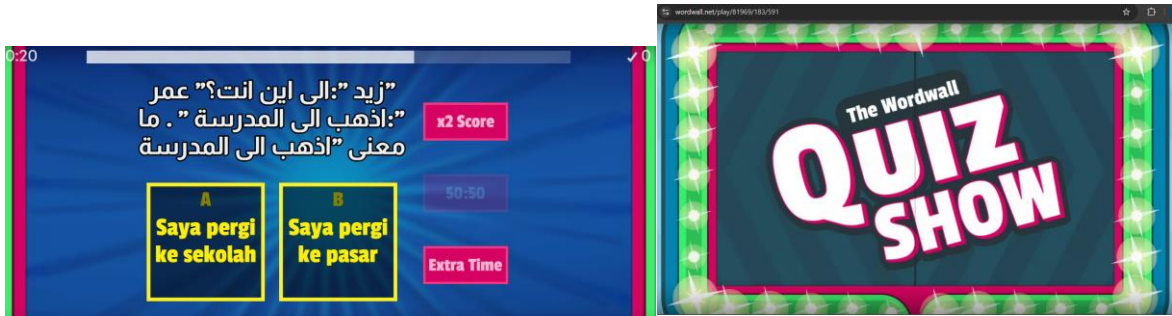 0:20
✓0
”زيد ”:الى اين انت؟” عمر
”:اذهب الى المدرسة ” . ما
معنى ”اذهب الى المدرسة
x2 Score
50:50
Extra Time
A
Saya pergi
ke sekolah
B
Saya pergi
ke pasar
wordwall.net/play/81969/183/591
The Wordwall
QUIZ
SHOW